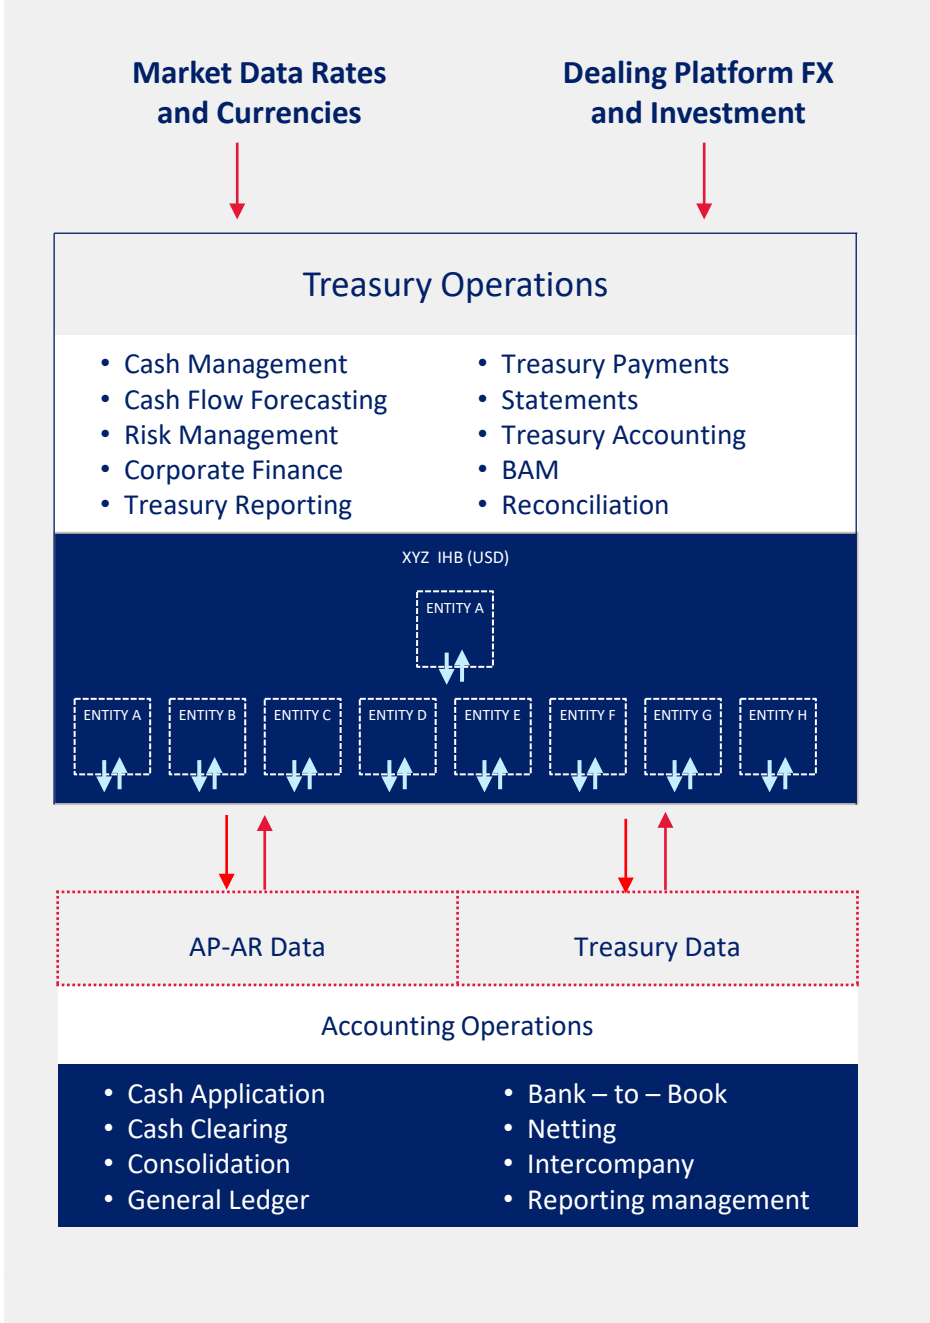 Market Data Rates
and Currencies
Dealing Platform FX
and Investment
Treasury Operations
• Cash Management
• Cash Flow Forecasting
• Risk Management
• Corporate Finance
• Treasury Reporting
• Treasury Payments
• Statements
• Treasury Accounting
• BAM
• Reconciliation
XYZ IHB (USD)
ENTITY A
ENTITY A
ENTITY B
ENTITY C
ENTITY D
ENTITY E
ENTITY F
ENTITY G
ENTITY H
AP-AR Data
Treasury Data
Accounting Operations
• Cash Application
• Cash Clearing
• Consolidation
• General Ledger
• Bank – to – Book
• Netting
• Intercompany
• Reporting management